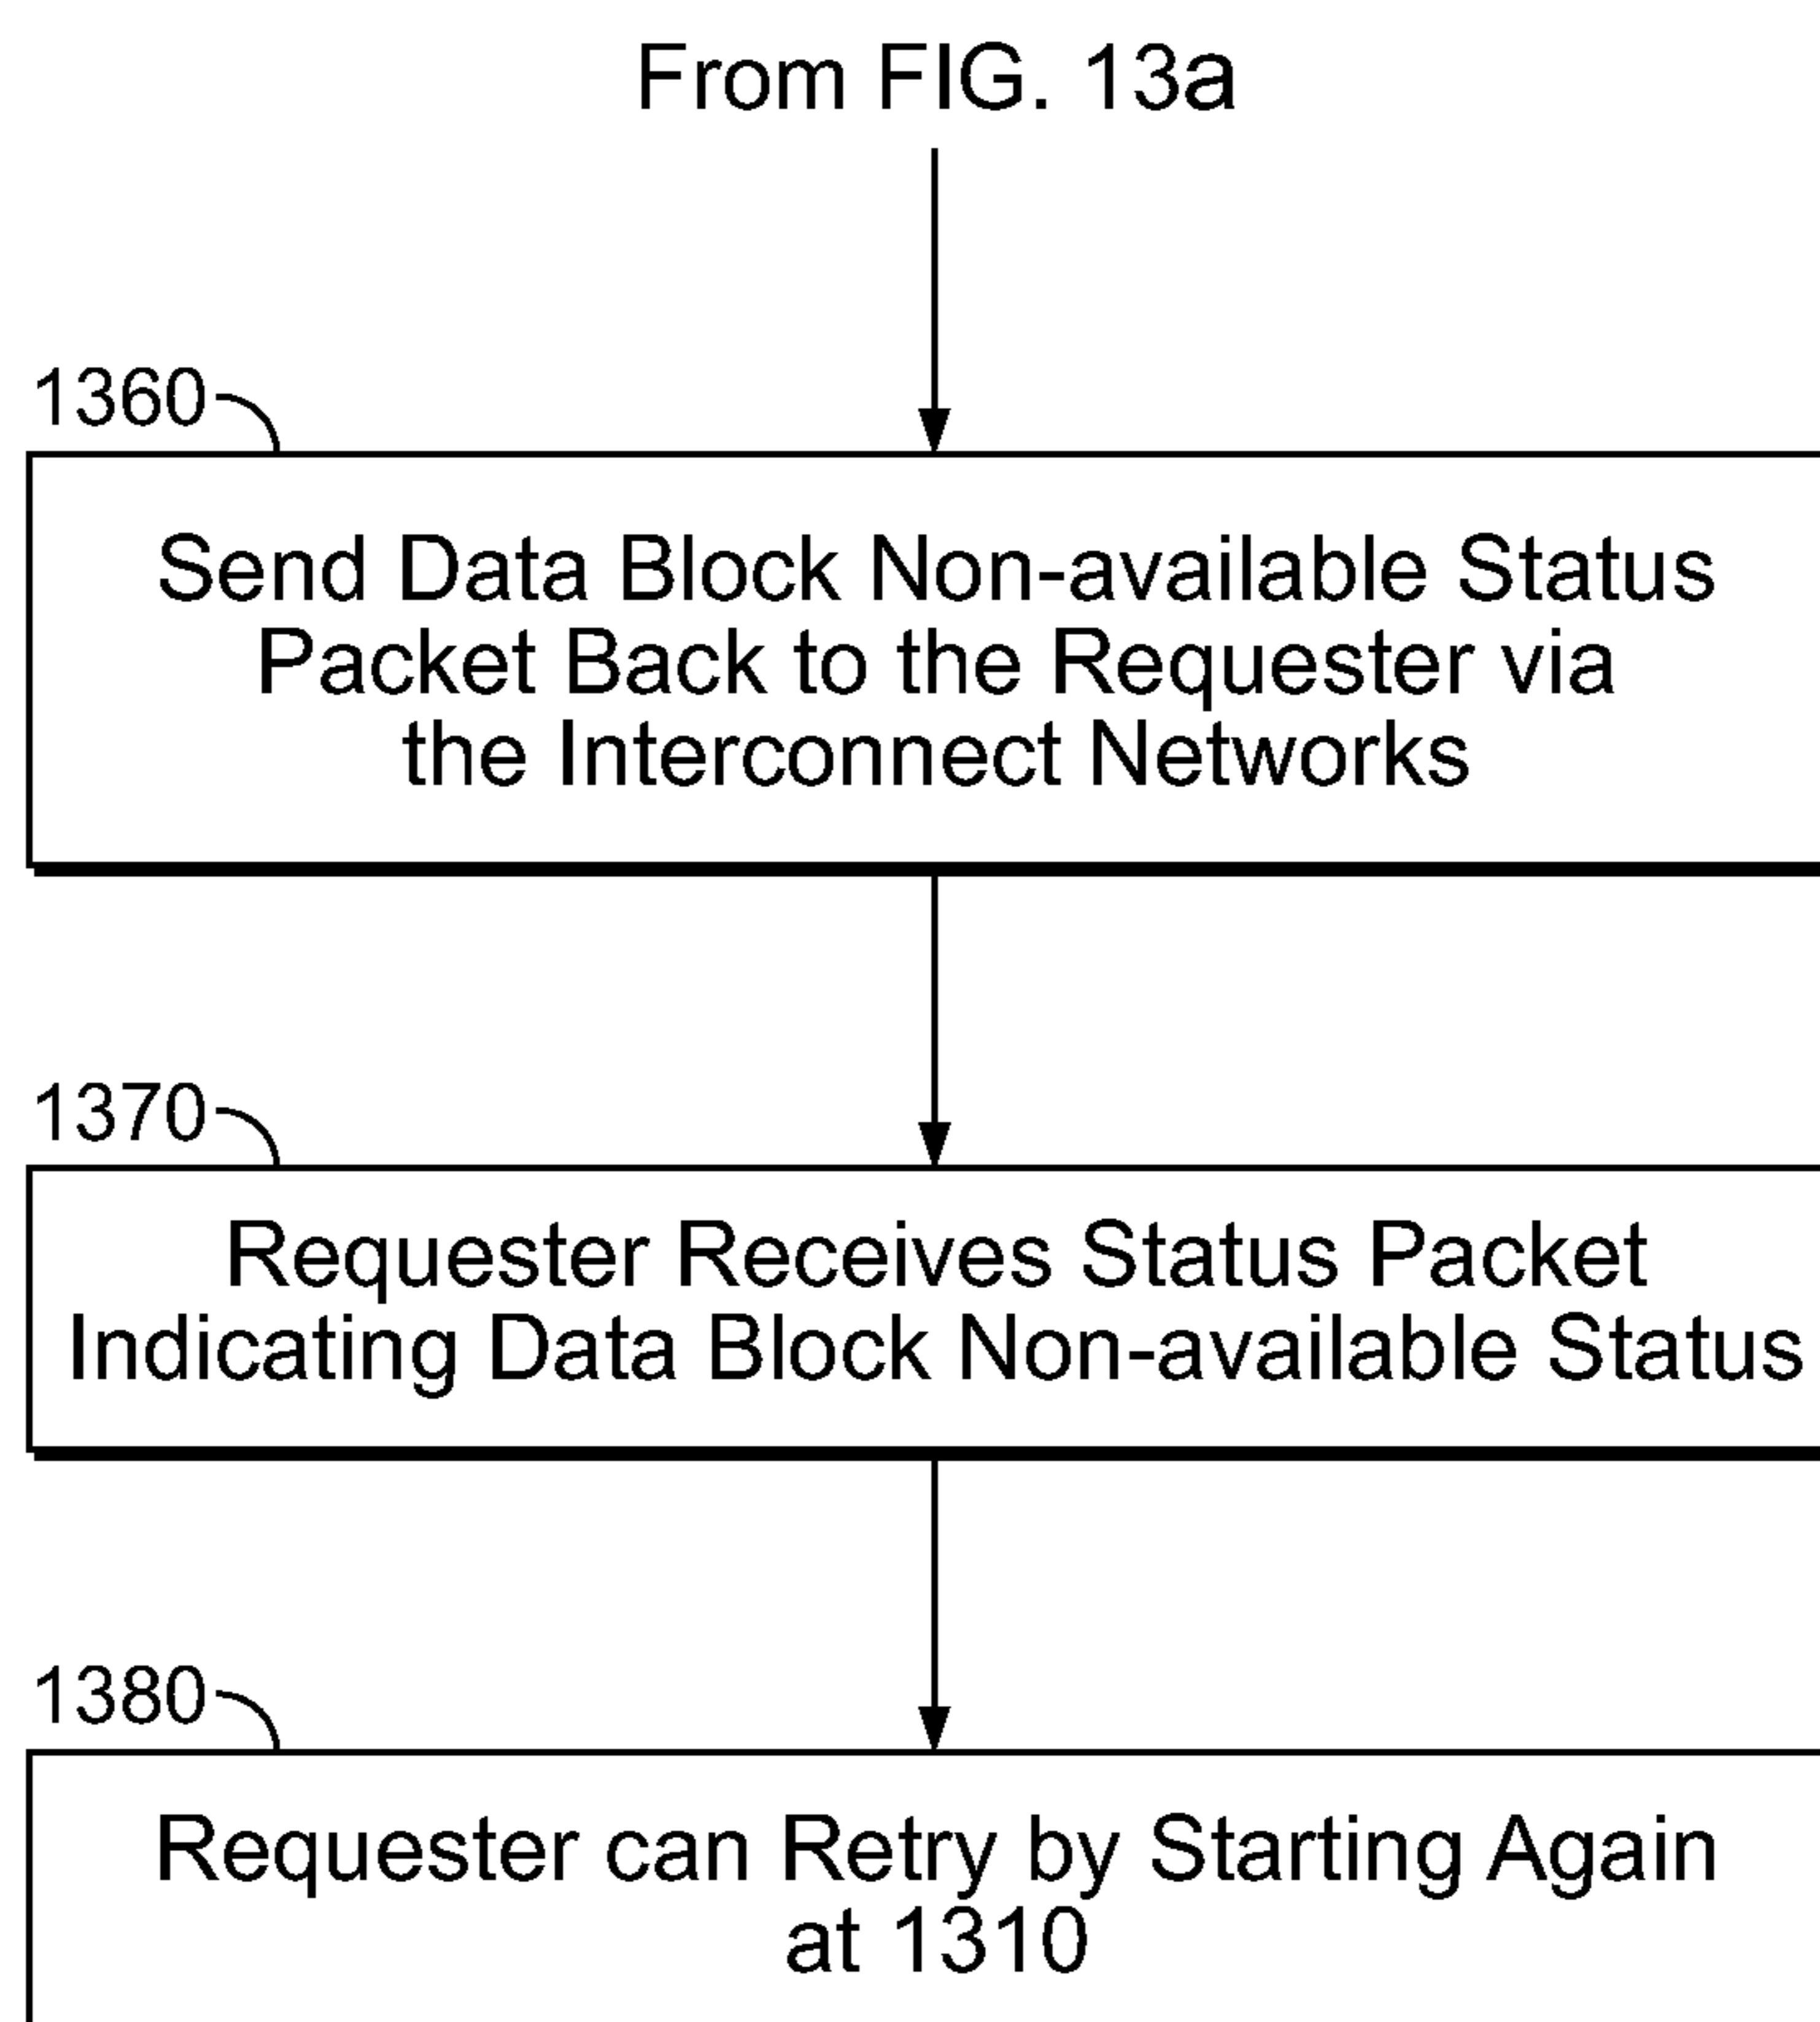 From FIG. 13a
1360
Send Data Block Non-available Status
Packet Back to the Requester via
the Interconnect Networks
1370
Requester Receives Status Packet
Indicating Data Block Non-available Status
1380
Requester can Retry by Starting Again
at 1310